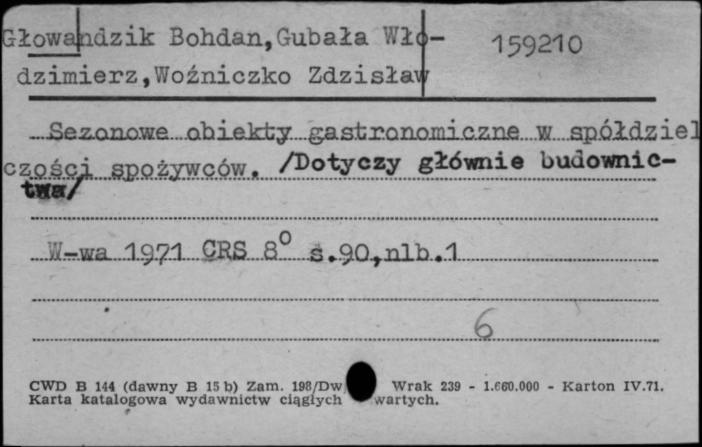 Głowandzik Bohdan,Gubała Wło-
159210
dzimierz,Woźniczko Zdzisław
Sezonowe obiekty gastronomiczne w spółdziel
czości spożywców. /Dotyczy głównie budownic-
twa/
W-wa 1971 CRS 8° s.90,nlb.1
6
CWD B 144 (dawny B 15 b) Zam. 198/Dw Wrak 239 - 1.660.000 - Karton IV.71.
Karta katalogowa wydawnictw ciągłych wartych.